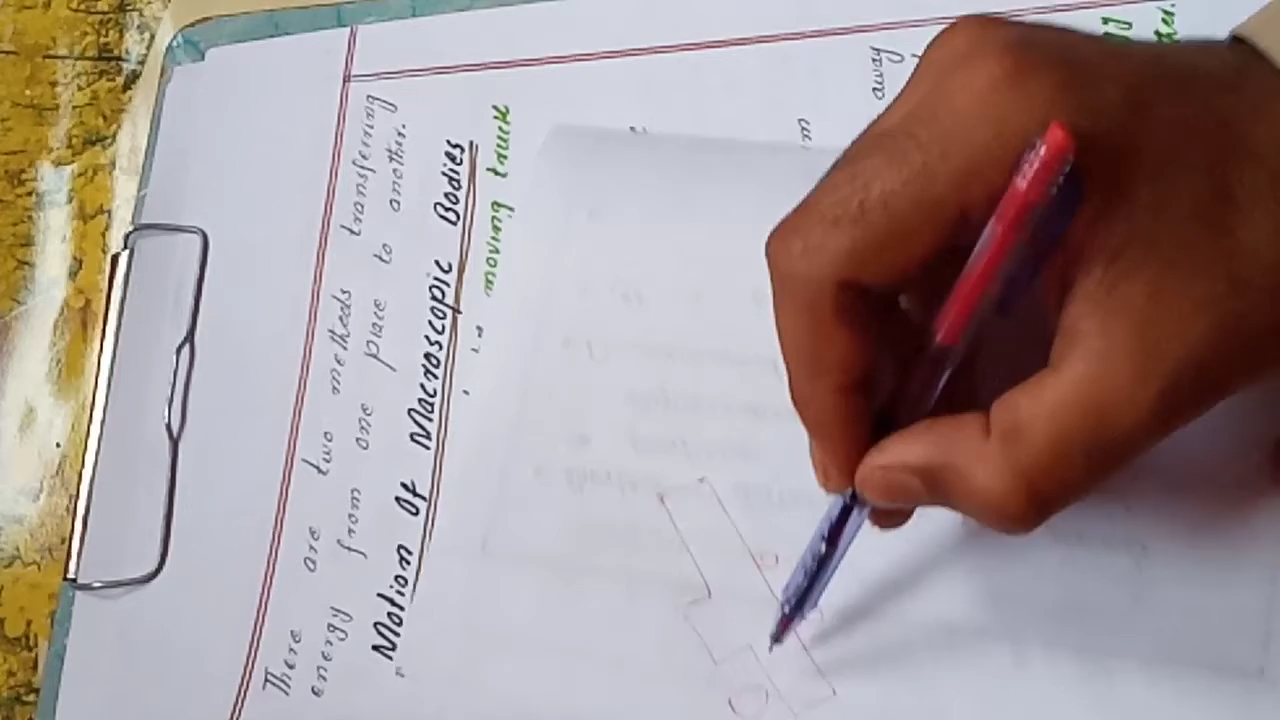 There are two methods transferring
energy from one place to another.
Motion Of Macroscopic Bodies
moving truck
away